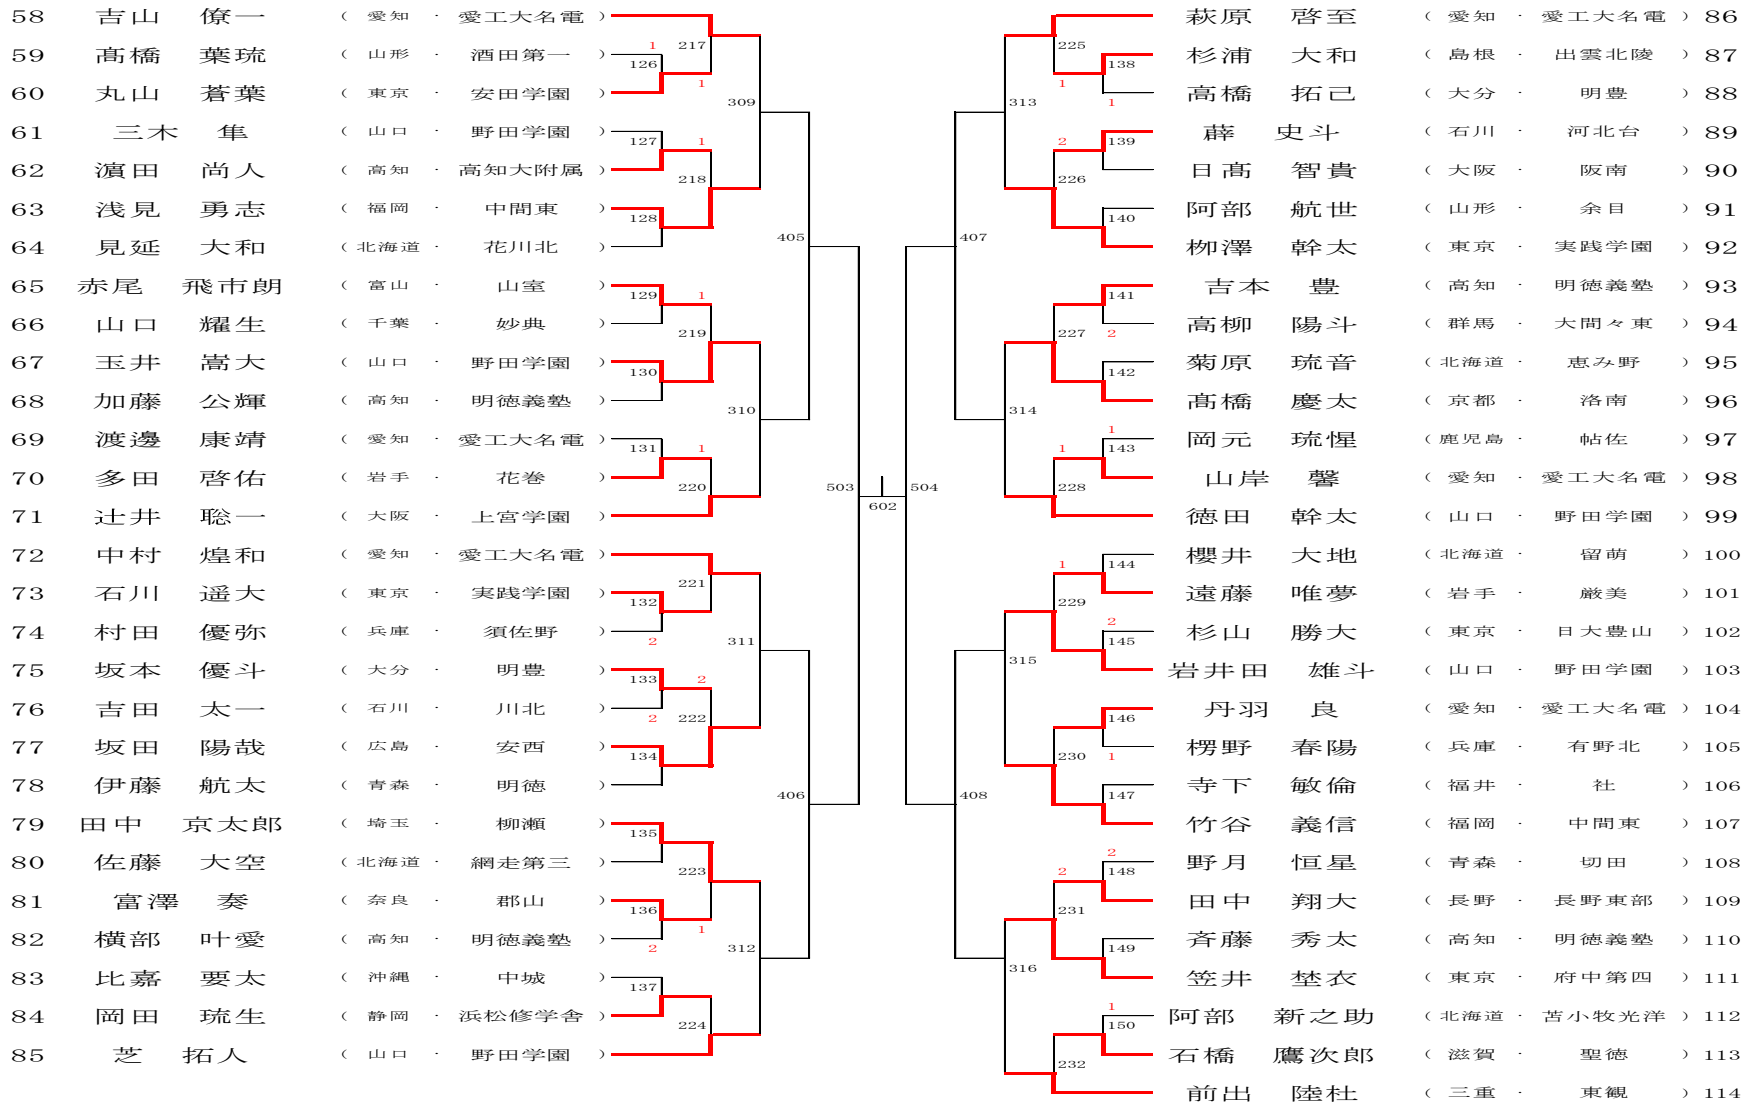 58 吉山 僚一 （ 愛知 ・ 愛工大名電 ）
59 髙橋 葉琉 （ 山形 ・ 酒田第一 ）
60 丸山 蒼葉 （ 東京 ・ 安田学園 ）
61 三木 隼 （ 山口 ・ 野田学園 ）
62 濵田 尚人 （ 高知 ・ 高知大附属 ）
63 浅見 勇志 （ 福岡 ・ 中間東 ）
64 見延 大和 （ 北海道 ・ 花川北 ）
65 赤尾 飛市朗 （ 富山 ・ 山室 ）
66 山口 耀生 （ 千葉 ・ 妙典 ）
67 玉井 嵩大 （ 山口 ・ 野田学園 ）
68 加藤 公輝 （ 高知 ・ 明徳義塾 ）
69 渡邊 康靖 （ 愛知 ・ 愛工大名電 ）
70 多田 啓佑 （ 岩手 ・ 花巻 ）
71 辻井 聡一 （ 大阪 ・ 上宮学園 ）
72 中村 煌和 （ 愛知 ・ 愛工大名電 ）
73 石川 遥大 （ 東京 ・ 実践学園 ）
74 村田 優弥 （ 兵庫 ・ 須佐野 ）
75 坂本 優斗 （ 大分 ・ 明豊 ）
76 吉田 太一 （ 石川 ・ 川北 ）
77 坂田 陽哉 （ 広島 ・ 安西 ）
78 伊藤 航太 （ 青森 ・ 明徳 ）
79 田中 京太郎 （ 埼玉 ・ 柳瀬 ）
80 佐藤 大空 （ 北海道 ・ 網走第三 ）
81 富澤 奏 （ 奈良 ・ 郡山 ）
82 横部 叶愛 （ 高知 ・ 明徳義塾 ）
83 比嘉 要太 （ 沖縄 ・ 中城 ）
84 岡田 琉生 （ 静岡 ・ 浜松修学舎 ）
85 芝 拓人 （ 山口 ・ 野田学園 ）
1
126
217
1
309
127
1
218
128
405
129
1
219
130
310
131
1
220
503
221
132
2
311
133
2
2
222
134
406
135
223
136
1
2
312
137
224
602
504
225
138
1
1
313
2
139
226
140
407
141
227
2
142
314
1
143
1
228
144
1
229
2
145
315
146
230
1
147
408
2
148
2
231
149
316
1
150
232
萩原 啓至 （ 愛知 ・ 愛工大名電 ） 86
杉浦 大和 （ 島根 ・ 出雲北陵 ） 87
高橋 拓己 （ 大分 ・ 明豊 ） 88
薜 史斗 （ 石川 ・ 河北台 ） 89
日髙 智貴 （ 大阪 ・ 阪南 ） 90
阿部 航世 （ 山形 ・ 余目 ） 91
栁澤 幹太 （ 東京 ・ 実践学園 ） 92
吉本 豊 （ 高知 ・ 明徳義塾 ） 93
高柳 陽斗 （ 群馬 ・ 大間々東 ） 94
菊原 琉音 （ 北海道 ・ 恵み野 ） 95
髙橋 慶太 （ 京都 ・ 洛南 ） 96
岡元 琉惺 （ 鹿児島 ・ 帖佐 ） 97
山岸 馨 （ 愛知 ・ 愛工大名電 ） 98
徳田 幹太 （ 山口 ・ 野田学園 ） 99
櫻井 大地 （ 北海道 ・ 留萌 ） 100
遠藤 唯夢 （ 岩手 ・ 厳美 ） 101
杉山 勝大 （ 東京 ・ 日大豊山 ） 102
岩井田 雄斗 （ 山口 ・ 野田学園 ） 103
丹羽 良 （ 愛知 ・ 愛工大名電 ） 104
楞野 春陽 （ 兵庫 ・ 有野北 ） 105
寺下 敏倫 （ 福井 ・ 社 ） 106
竹谷 義信 （ 福岡 ・ 中間東 ） 107
野月 恒星 （ 青森 ・ 切田 ） 108
田中 翔大 （ 長野 ・ 長野東部 ） 109
斉藤 秀太 （ 高知 ・ 明徳義塾 ） 110
笠井 埜衣 （ 東京 ・ 府中第四 ） 111
阿部 新之助 （ 北海道 ・ 苫小牧光洋 ） 112
石橋 鷹次郎 （ 滋賀 ・ 聖徳 ） 113
前出 陸杜 （ 三重 ・ 東観 ） 114